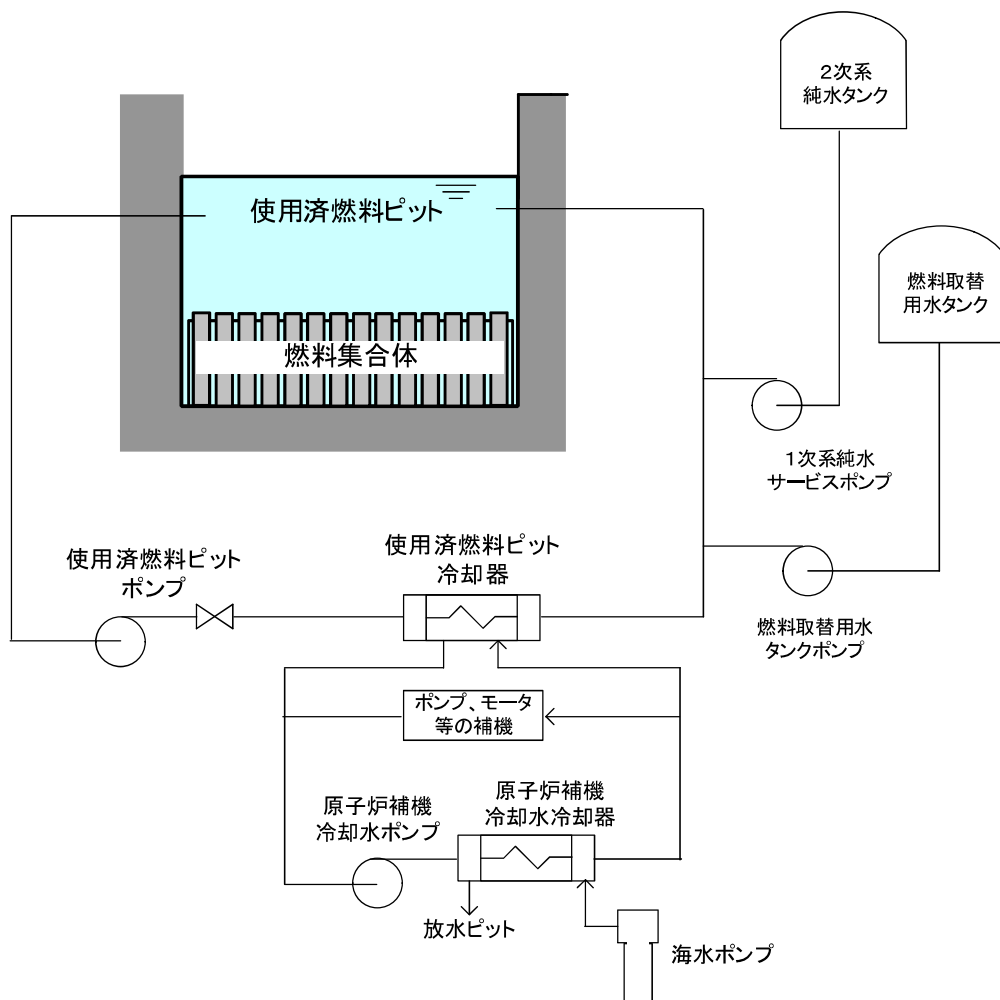 2次系
純水タンク
使用済燃料ピット
燃料取替
用水タンク
燃料集合体
1次系純水
サービスポンプ
使用済燃料ピット
ポンプ
使用済燃料ピット
冷却器
燃料取替用水
タンクポンプ
ポンプ、モータ
等の補機
原子炉補機
冷却水ポンプ
原子炉補機
冷却水冷却器
放水ピット
海水ポンプ